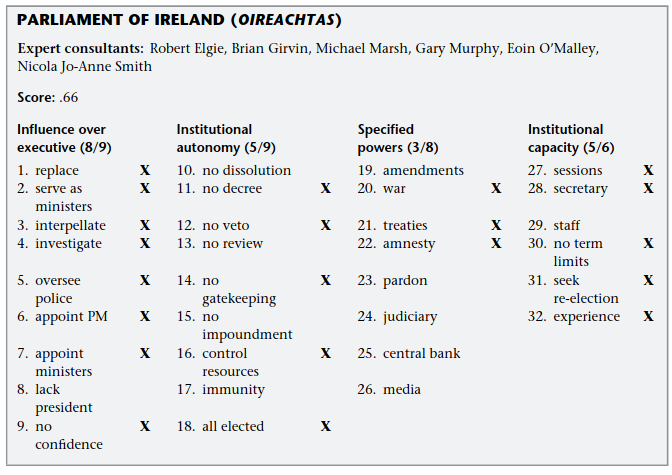 PARLIAMENT OF IRELAND (OIREACHTAS)
Expert consultants: Robert Elgie, Brian Girvin, Michael Marsh, Gary Murphy, Eoin O’Malley,
Nicola Jo-Anne Smith
Score: .66
Influence over
executive (8/9)
1. replace X
2. serve as X
ministers
3. interpellate X
4. investigate X
5. oversee X
police
6. appoint PM X
7. appoint X
ministers
8. lack
president
9. no X
confidence
Institutional
autonomy (5/9)
10. no dissolution
11. no decree X
12. no veto X
13. no review
14. no X
gatekeeping
15. no
impoundment
16. control X
resources
17. immunity
18. all elected X
Specified
powers (3/8)
19. amendments
20. war X
21. treaties X
22. amnesty X
23. pardon
24. judiciary
25. central bank
26. media
Institutional
capacity (5/6)
27. sessions X
28. secretary X
29. staff
30. no term X
limits
31. seek X
re-election
32. experience X